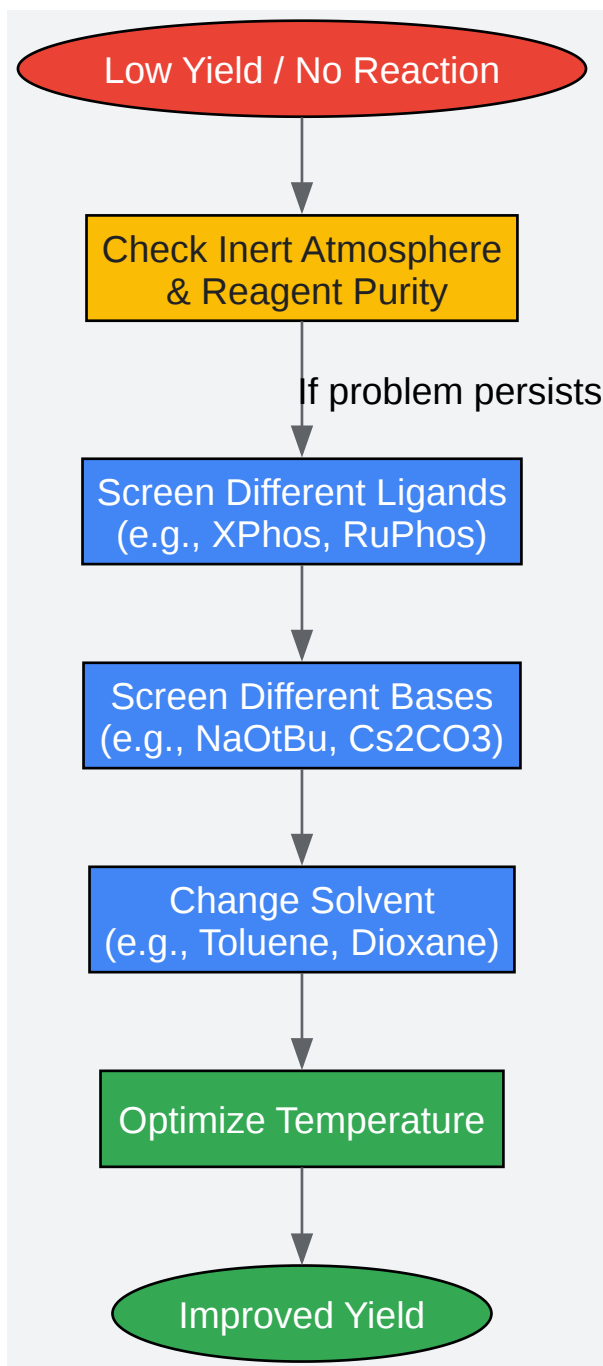 Low Yield / No Reaction
Check Inert Atmosphere
& Reagent Purity
If problem persists
Screen Different Ligands
(e.g., XPhos, RuPhos)
Screen Different Bases
(e.g., NaOtBu, Cs2CO3)
Change Solvent
(e.g., Toluene, Dioxane)
Optimize Temperature
Improved Yield